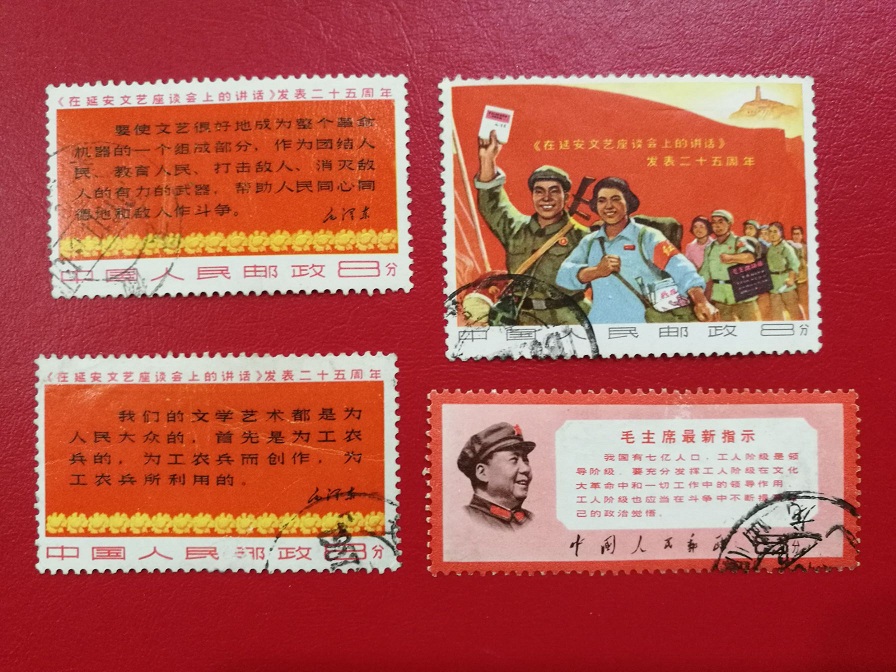 《在延安文艺座谈会上的讲话》发表二十五周年
要使文艺很好地成为整个革命
机器的一个组成部分，作为团结人
民、教育人民、打击敌人、消灭敌
人的有力的武器，帮助人民同心同
德地和敌人作斗争。
毛泽东
中国人民邮政8分
《在延安文艺座谈会上的讲话》
发表二十五周年
中国人民邮政8分
《在延安文艺座谈会上的讲话》发表二十五周年
我们的文学艺术都是为
人民大众的，首先是为工农
兵的，为工农兵而创作，为
工农兵所利用的。
毛泽东
中国人民邮政8分
毛主席最新指示
我国有七亿人口，工人阶级是领
导阶级。要充分发挥工人阶级在文化
大革命中和一切工作中的领导作用。
工人阶级也应当在斗争中不断提高自
己的政治觉悟。
中国人民邮政 分